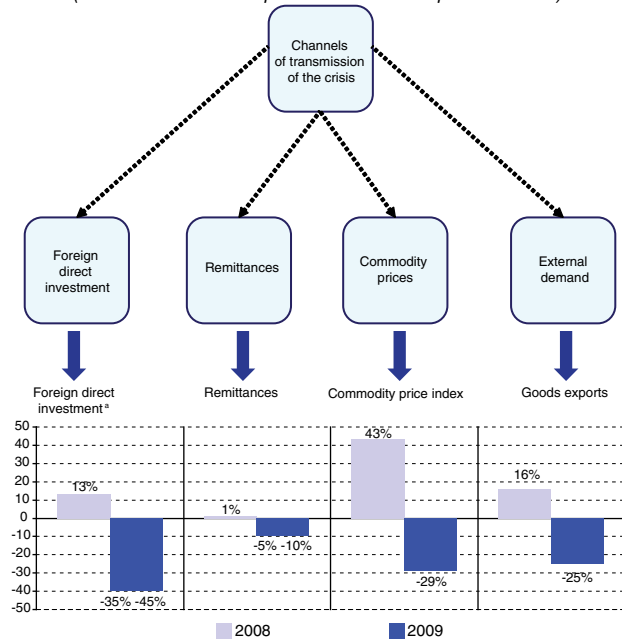 Channels
of transmission
of the crisis
Foreign
direct
investment
Remittances
Commodity
prices
External
demand
Foreign direct
investment a
Remittances
Commodity price index
Goods exports
50
40
30
20
10
0
-10
-20
-30
-40
-50
13%
-35% -45%
1%
-5% -10%
43%
-29%
16%
-25%
2008
2009